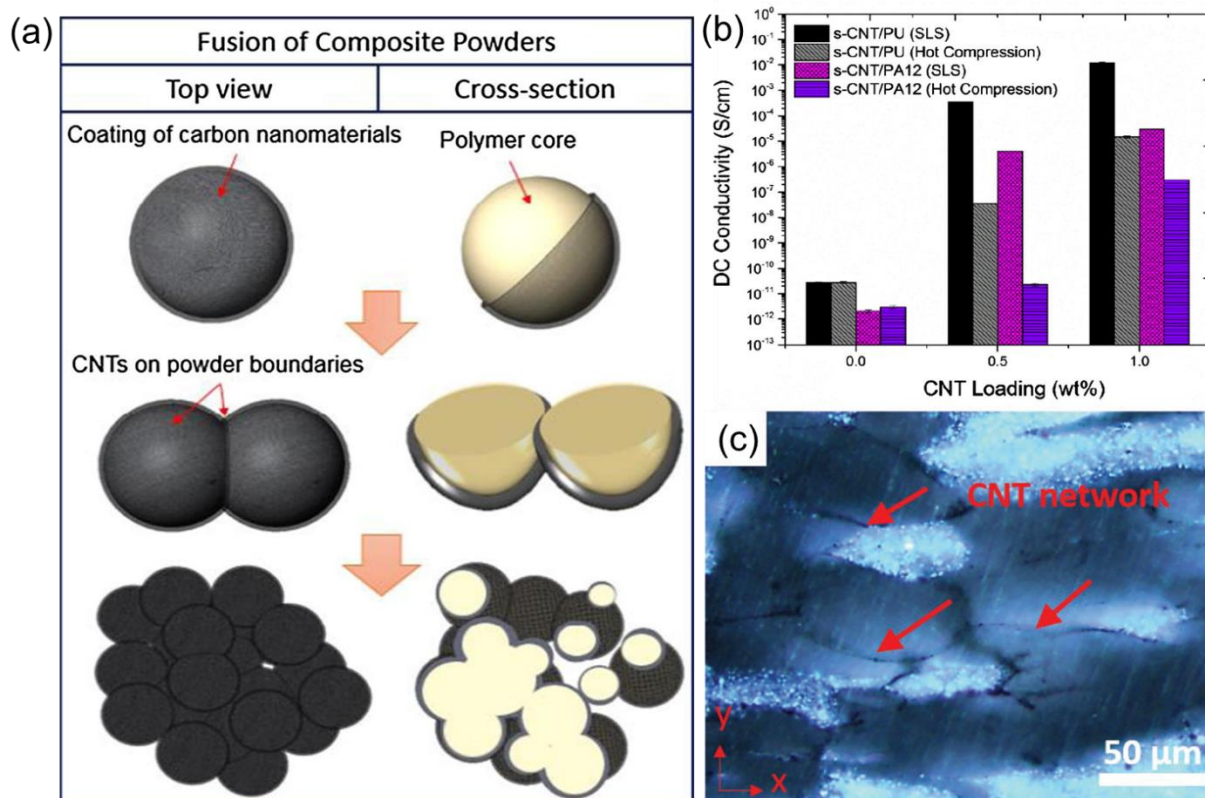 (a)
Fusion of Composite Powders
Top view
Cross-section
Coating of carbon nanomaterials
Polymer core
CNTs on powder boundaries
(b)
s-CNT/PU (SLS)
s-CNT/PU (Hot Compression)
s-CNT/PA12 (SLS)
s-CNT/PA12 (Hot Compression)
DC Conductivity (S/cm)
10⁰
10⁻¹
10⁻²
10⁻³
10⁻⁴
10⁻⁵
10⁻⁶
10⁻⁷
10⁻⁸
10⁻⁹
10⁻¹⁰
10⁻¹¹
10⁻¹²
10⁻¹³
0.0
0.5
1.0
CNT Loading (wt%)
(c)
CNT network
y
x
50 μm